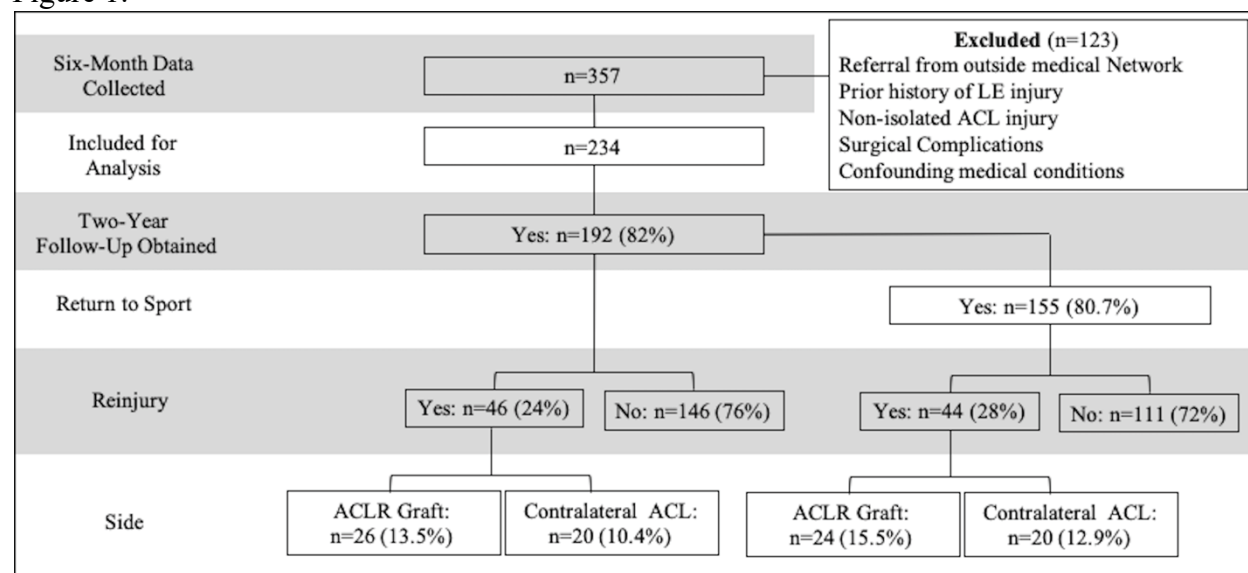 Figure 1.
Six-Month Data
Collected
n=357
Excluded (n=123)
Referral from outside medical Network
Prior history of LE injury
Non-isolated ACL injury
Surgical Complications
Confounding medical conditions
Included for
Analysis
n=234
Two-Year
Follow-Up Obtained
Yes: n=192 (82%)
Return to Sport
Yes: n=155 (80.7%)
Reinjury
Yes: n=46 (24%)
No: n=146 (76%)
Yes: n=44 (28%)
No: n=111 (72%)
Side
ACLR Graft:
n=26 (13.5%)
Contralateral ACL:
n=20 (10.4%)
ACLR Graft:
n=24 (15.5%)
Contralateral ACL:
n=20 (12.9%)